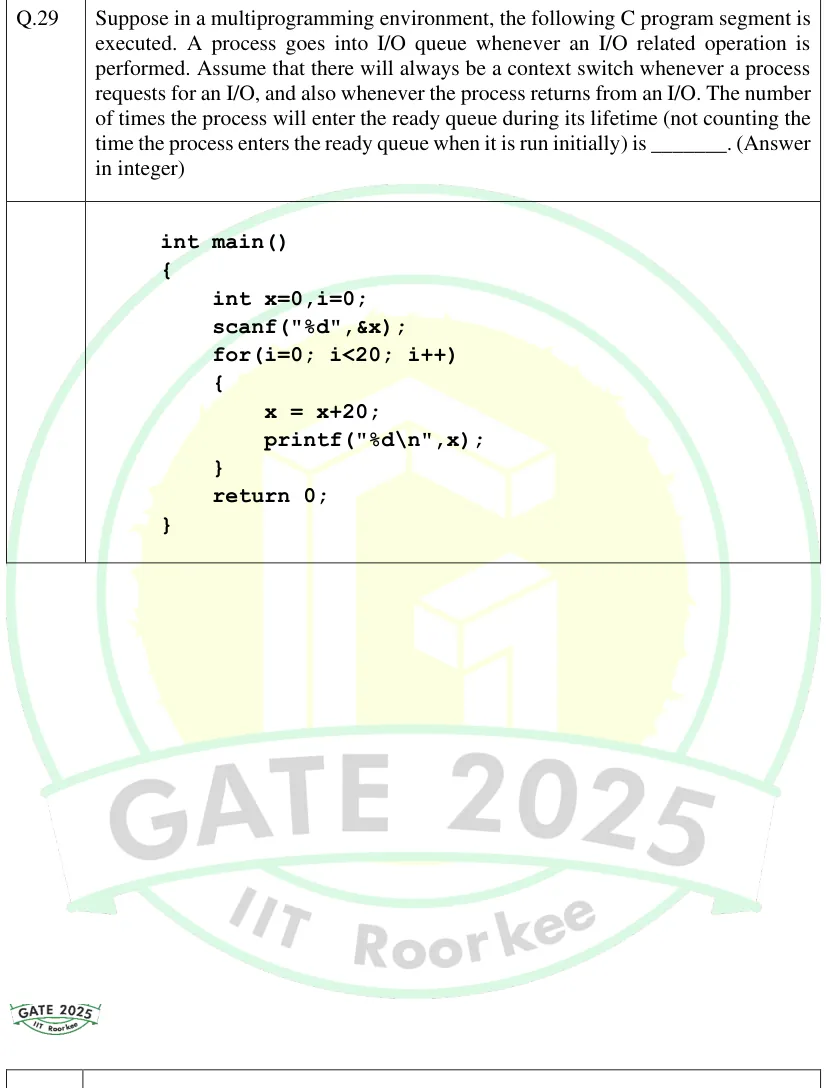 Q.29 Suppose in a multiprogramming environment, the following C program segment is
executed. A process goes into I/O queue whenever an I/O related operation is
performed. Assume that there will always be a context switch whenever a process
requests for an I/O, and also whenever the process returns from an I/O. The number
of times the process will enter the ready queue during its lifetime (not counting the
time the process enters the ready queue when it is run initially) is _______. (Answer
in integer)
int main()
{
int x=0,i=0;
scanf("%d",&x);
for(i=0; i<20; i++)
{
x = x+20;
printf("%d\n",x);
}
return 0;
}
GATE 2025
IIT Roorkee
GATE 2025
IIT Roorkee